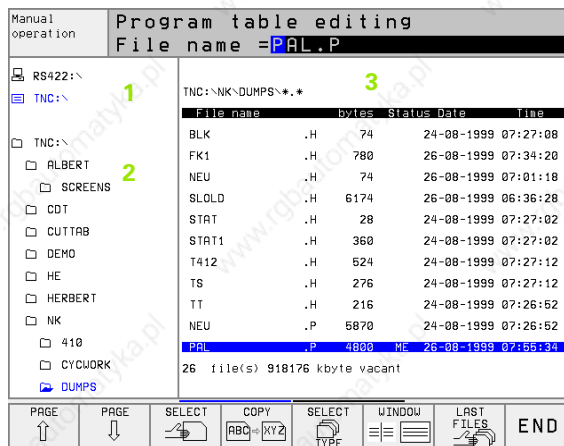 Manual
operation
Program table editing
File name =PAL.P
RS422:\
TNC:\
1
TNC:\
ALBERT
SCREENS
2
CDT
CUTTAB
DEMO
HE
HERBERT
NK
410
CYCWORK
DUMPS
3
TNC:\NK\DUMPS\*.*
File name bytes Status Date Time
BLK .H 74 24-08-1999 07:27:08
FK1 .H 780 26-08-1999 07:34:20
NEU .H 74 26-08-1999 07:01:18
SLOLD .H 6174 26-08-1999 06:36:28
STAT .H 28 24-08-1999 07:27:02
STAT1 .H 360 24-08-1999 07:27:02
T412 .H 524 24-08-1999 07:27:12
TS .H 276 24-08-1999 07:27:12
TT .H 216 24-08-1999 07:26:52
NEU .P 5870 24-08-1999 07:26:52
PAL .P 4800 ME 26-08-1999 07:55:34
26 file(s) 918176 kbyte vacant
PAGE
PAGE
SELECT
COPY
ABC XYZ
SELECT
TYPE
WINDOW
LAST
FILES
END
www.rgbautomatyka.pl